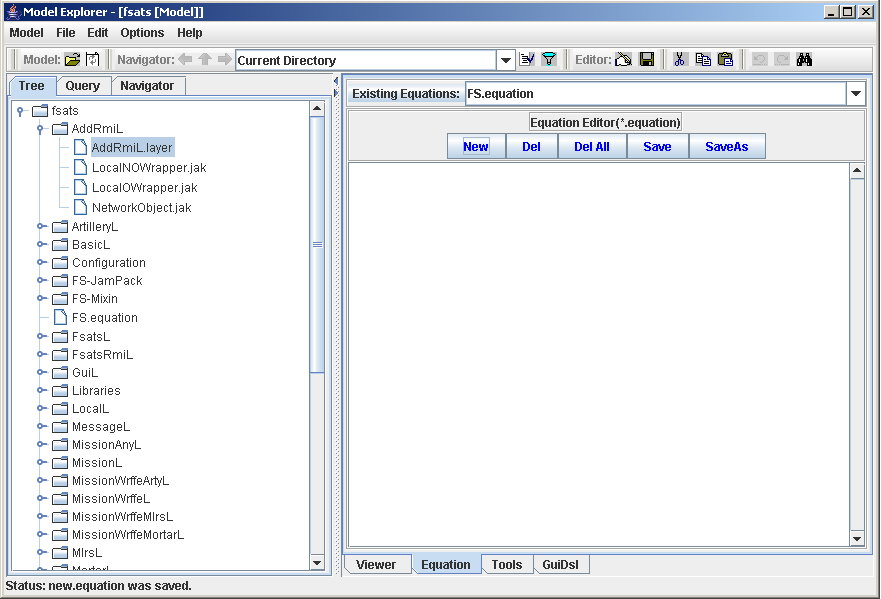 Model Explorer - [fsats [Model]]
Model File Edit Options Help
Model: Navigator: Current Directory Editor:
Tree Query Navigator
fsats
AddRmiL
AddRmiL.layer
LocalNOWrapper.jak
LocalOWrapper.jak
NetworkObject.jak
ArtilleryL
BasicL
Configuration
FS-JamPack
FS-Mixin
FS.equation
FsatsL
FsatsRmiL
GuiL
Libraries
LocalL
MessageL
MissionAnyL
MissionL
MissionWrffeArtyL
MissionWrffeL
MissionWrffeMlrsL
MissionWrffeMortarL
MlrsL
MortarL
Existing Equations: FS.equation
Equation Editor(*.equation)
New Del Del All Save SaveAs
Viewer Equation Tools GuiDsl
Status: new.equation was saved.